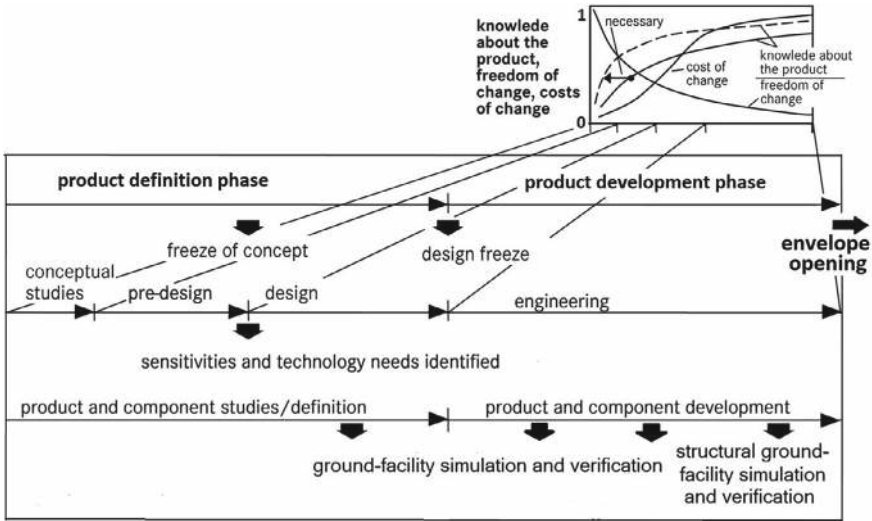 knowlede
about the
product,
freedom of
change, costs
of change
1
0
necessary
cost of
change
knowlede about
the product
freedom of
change
product definition phase
product development phase
freeze of concept
design freeze
envelope
opening
conceptual
studies
pre-design
design
engineering
sensitivities and technology needs identified
product and component studies/definition
product and component development
ground-facility simulation and verification
structural ground-
facility simulation
and verification